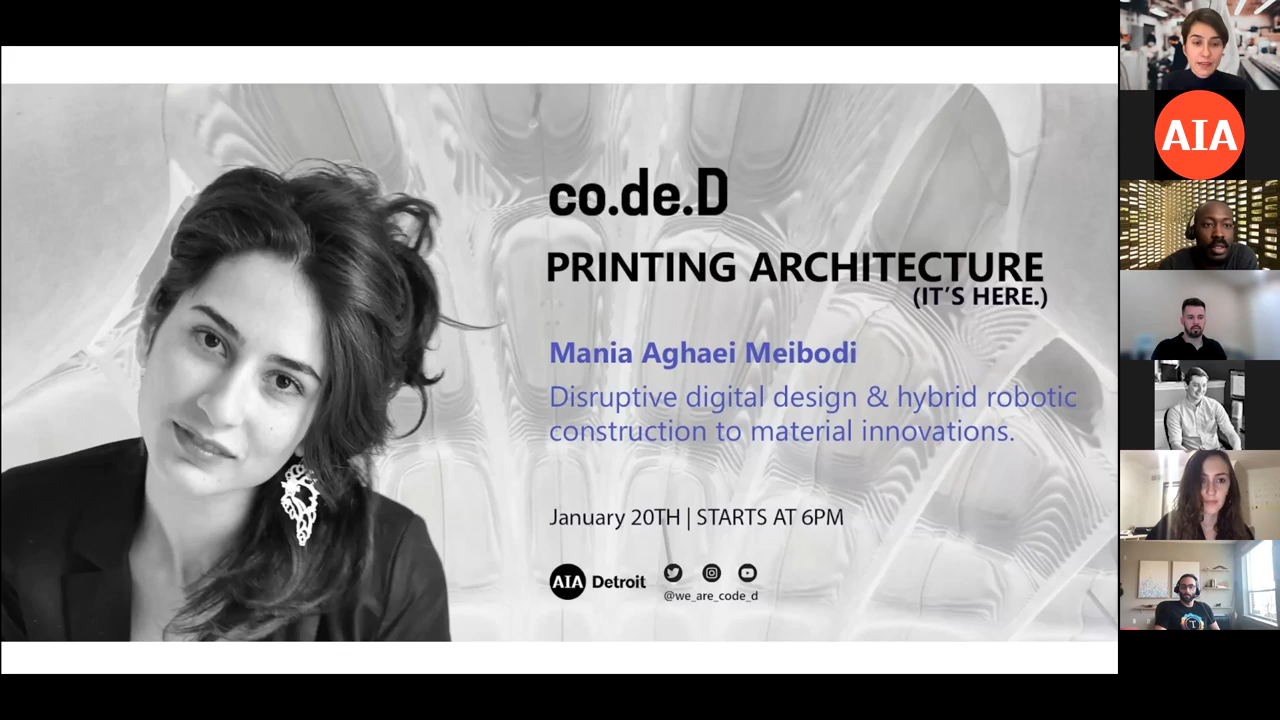 co.de.D
PRINTING ARCHITECTURE
(IT'S HERE.)
Mania Aghaei Meibodi
Disruptive digital design & hybrid robotic
construction to material innovations.
January 20TH | STARTS AT 6PM
AIA Detroit
@we_are_code_d
AIA
T